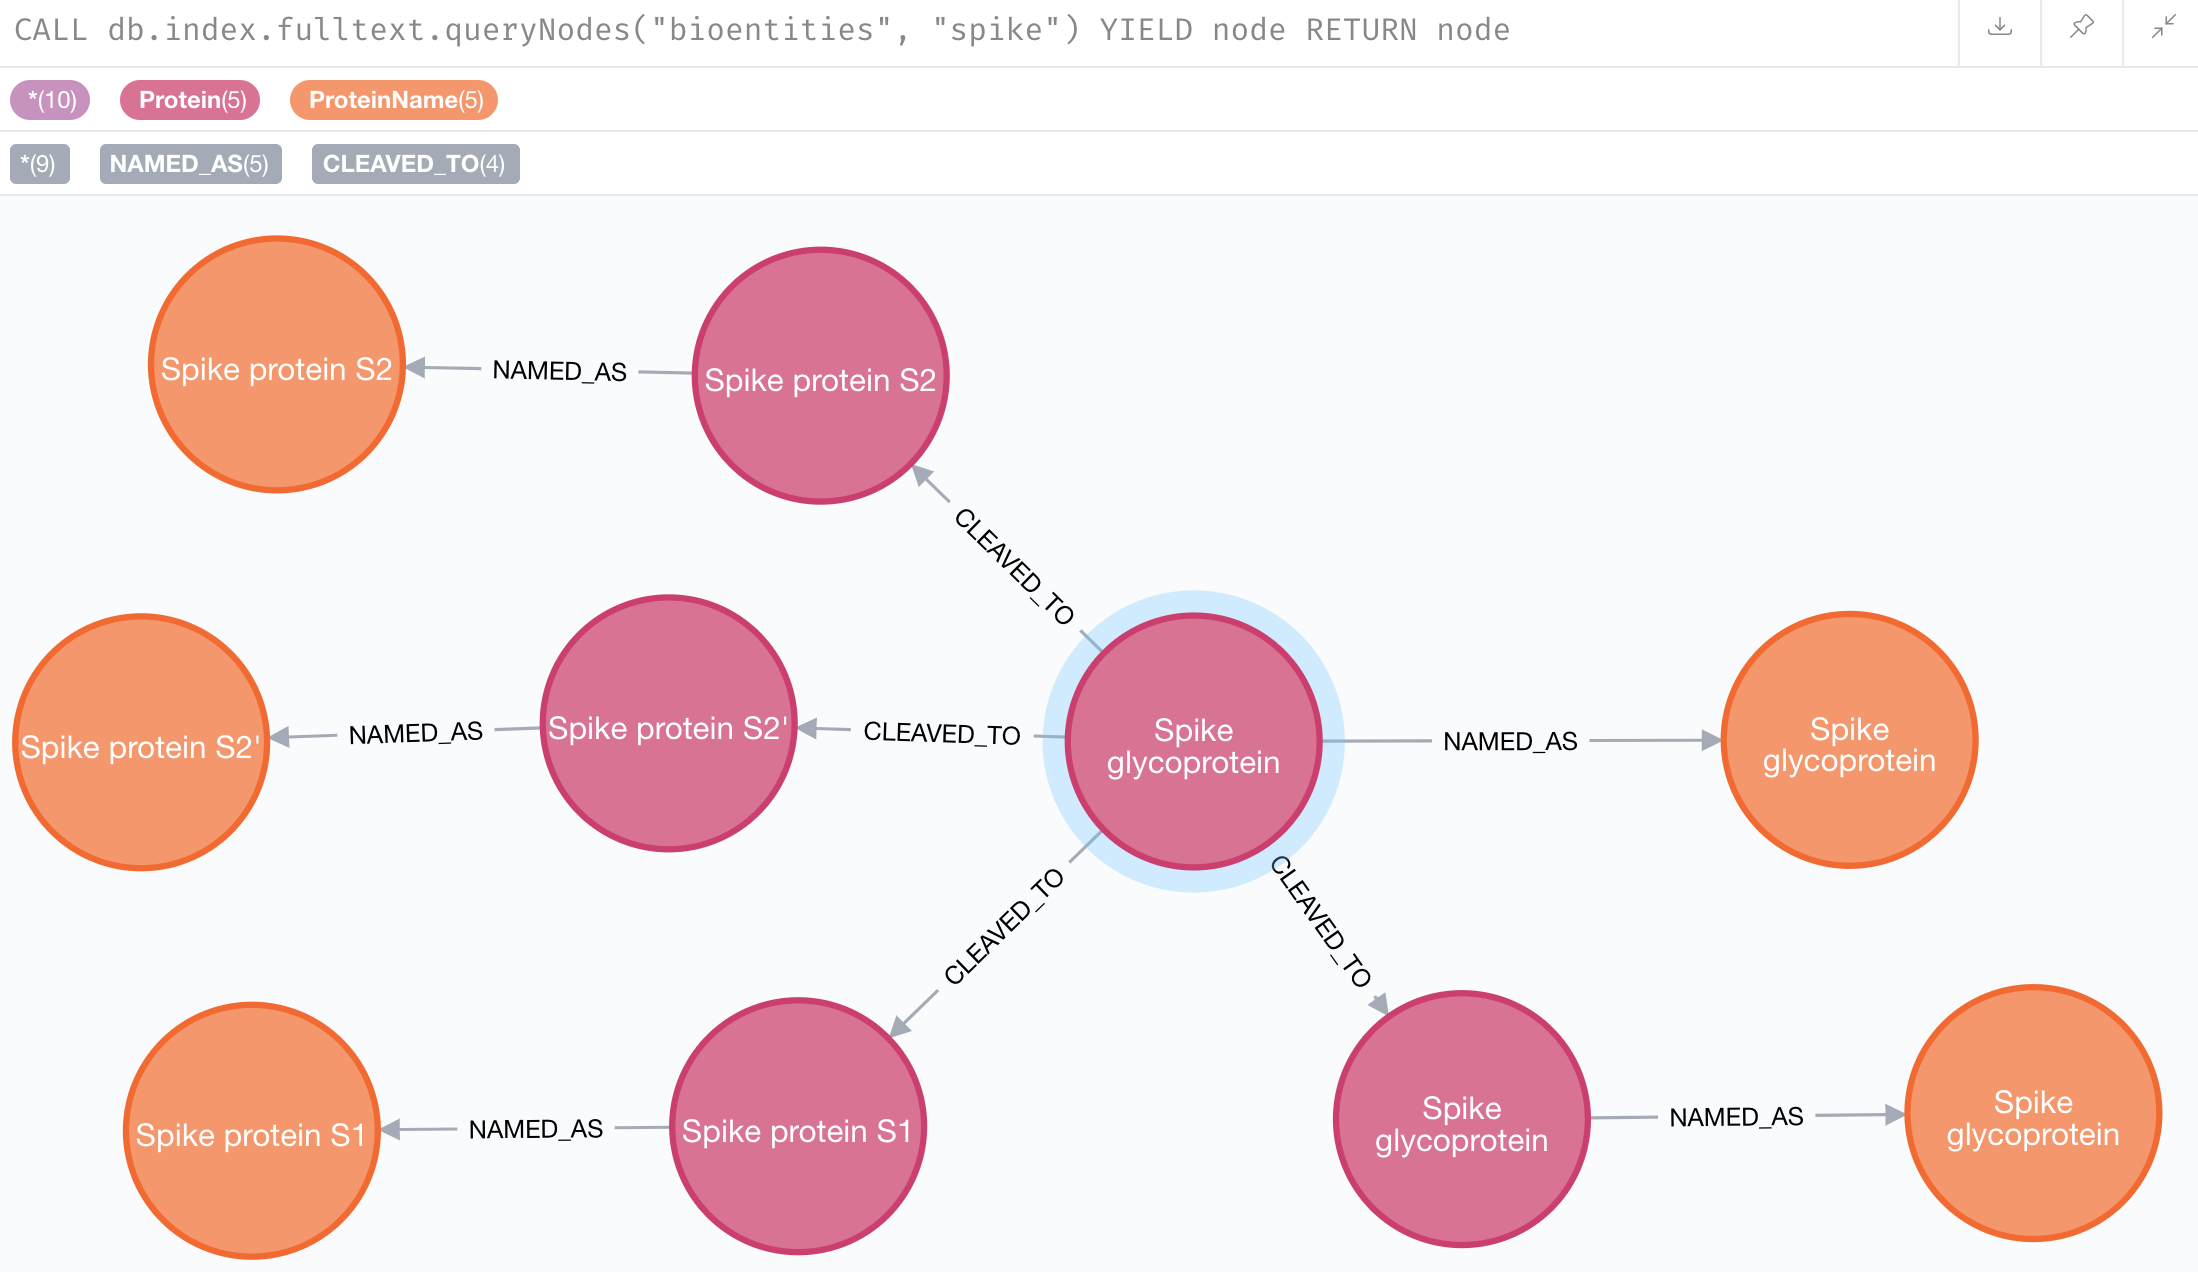 CALL db.index.fulltext.queryNodes("bioentities", "spike") YIELD node RETURN node
*(10) Protein(5) ProteinName(5)
*(9) NAMED_AS(5) CLEAVED_TO(4)
Spike protein S2
NAMED_AS
Spike protein S2
CLEAVED_TO
Spike protein S2'
NAMED_AS
Spike protein S2'
CLEAVED_TO
Spike
glycoprotein
NAMED_AS
Spike
glycoprotein
CLEAVED_TO
CLEAVED_TO
Spike protein S1
NAMED_AS
Spike protein S1
Spike
glycoprotein
NAMED_AS
Spike
glycoprotein